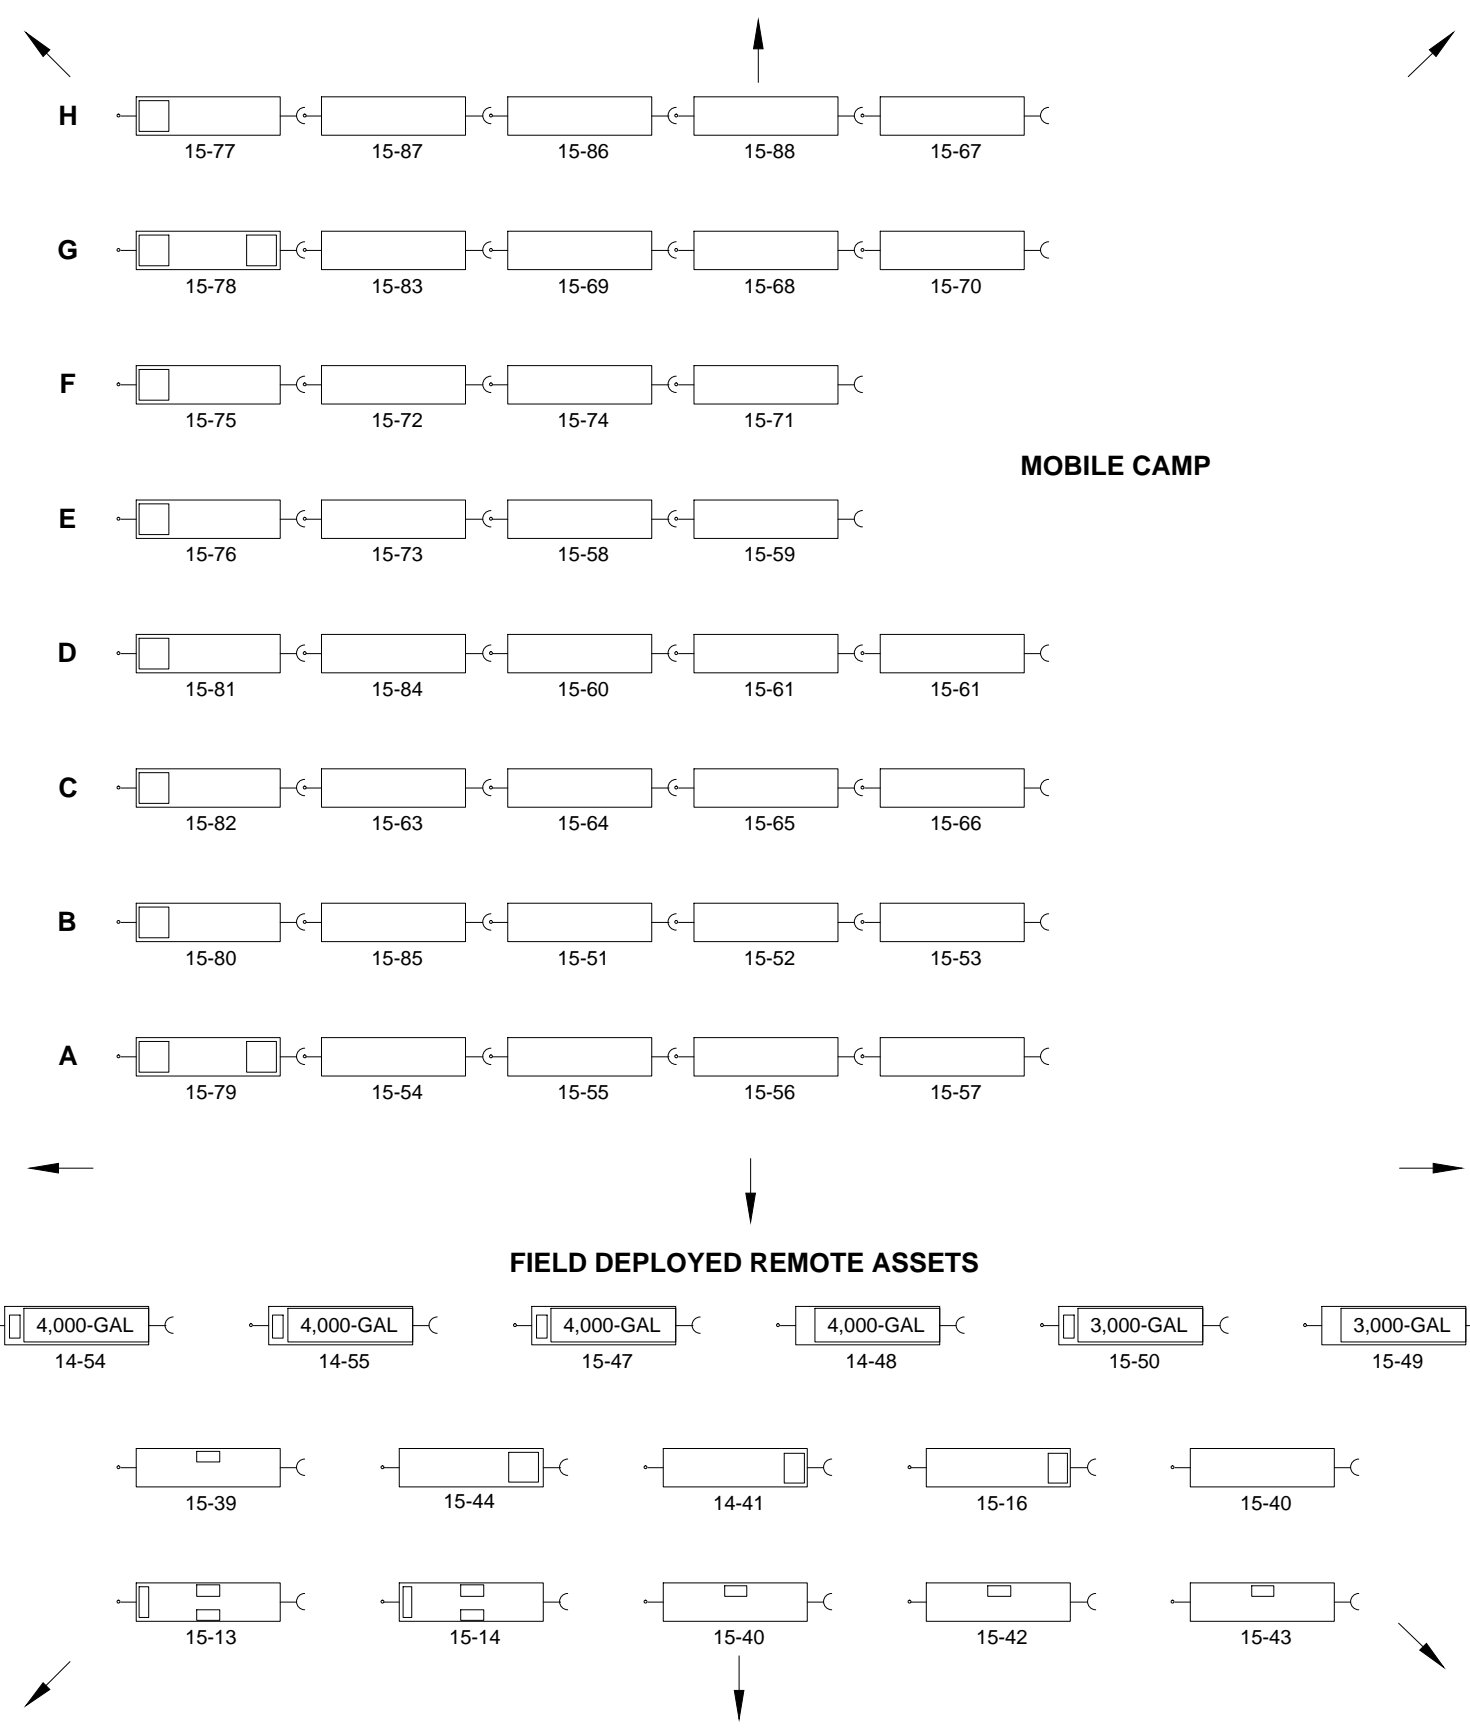 H
15-77 15-87 15-86 15-88 15-67
G
15-78 15-83 15-69 15-68 15-70
F
15-75 15-72 15-74 15-71
MOBILE CAMP
E
15-76 15-73 15-58 15-59
D
15-81 15-84 15-60 15-61 15-61
C
15-82 15-63 15-64 15-65 15-66
B
15-80 15-85 15-51 15-52 15-53
A
15-79 15-54 15-55 15-56 15-57
FIELD DEPLOYED REMOTE ASSETS
4,000-GAL 4,000-GAL 4,000-GAL 4,000-GAL 3,000-GAL 3,000-GAL
14-54 14-55 15-47 14-48 15-50 15-49
15-39 15-44 14-41 15-16 15-40
15-13 15-14 15-40 15-42 15-43